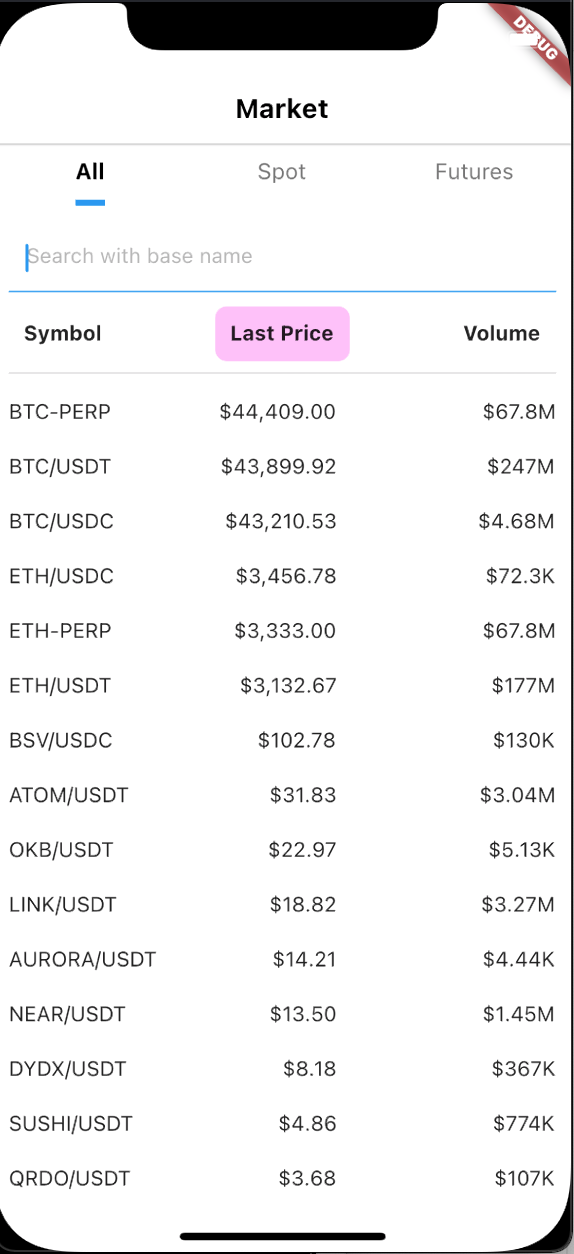 DEBUG
Market
All Spot Futures
Search with base name
Symbol Last Price Volume
BTC-PERP $44,409.00 $67.8M
BTC/USDT $43,899.92 $247M
BTC/USDC $43,210.53 $4.68M
ETH/USDC $3,456.78 $72.3K
ETH-PERP $3,333.00 $67.8M
ETH/USDT $3,132.67 $177M
BSV/USDC $102.78 $130K
ATOM/USDT $31.83 $3.04M
OKB/USDT $22.97 $5.13K
LINK/USDT $18.82 $3.27M
AURORA/USDT $14.21 $4.44K
NEAR/USDT $13.50 $1.45M
DYDX/USDT $8.18 $367K
SUSHI/USDT $4.86 $774K
QRDO/USDT $3.68 $107K